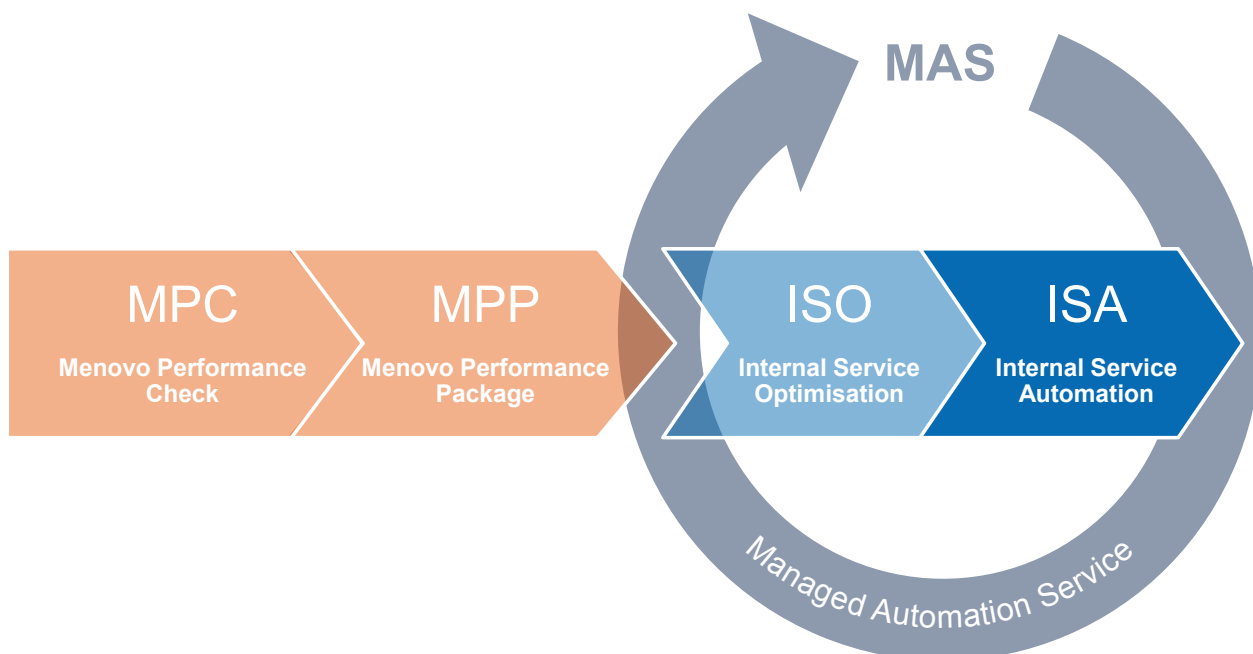 MAS
MPC
Menovo Performance
Check
MPP
Menovo Performance
Package
ISO
Internal Service
Optimisation
ISA
Internal Service
Automation
Managed Automation Service